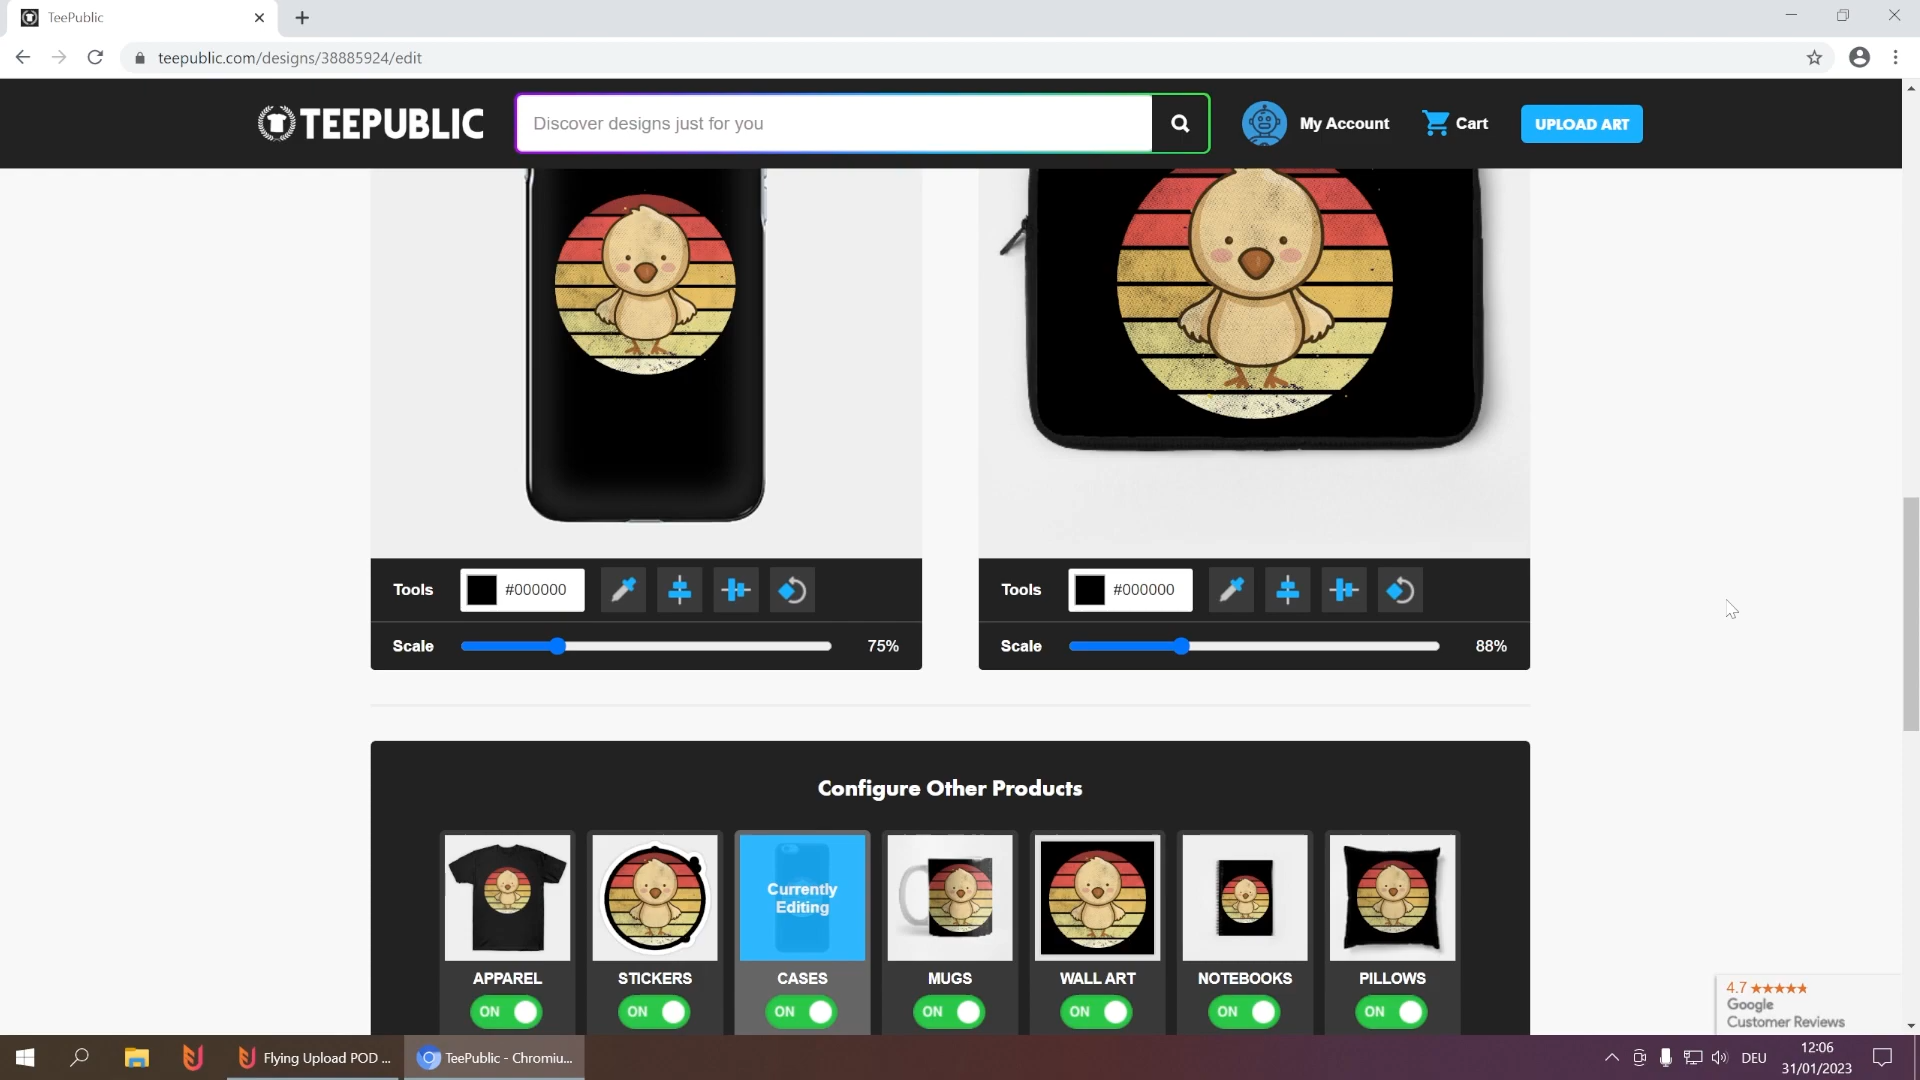 TeePublic
teepublic.com/designs/38885924/edit
TEEPUBLIC
Discover designs just for you
My Account
Cart
UPLOAD ART
Tools
#000000
Scale
75%
Tools
#000000
Scale
88%
Configure Other Products
Currently
Editing
APPAREL
STICKERS
CASES
MUGS
WALL ART
NOTEBOOKS
PILLOWS
ON
ON
ON
ON
ON
ON
ON
4.7
Google
Customer Reviews
Flying Upload POD ...
TeePublic - Chromiu...
DEU
12:06
31/01/2023